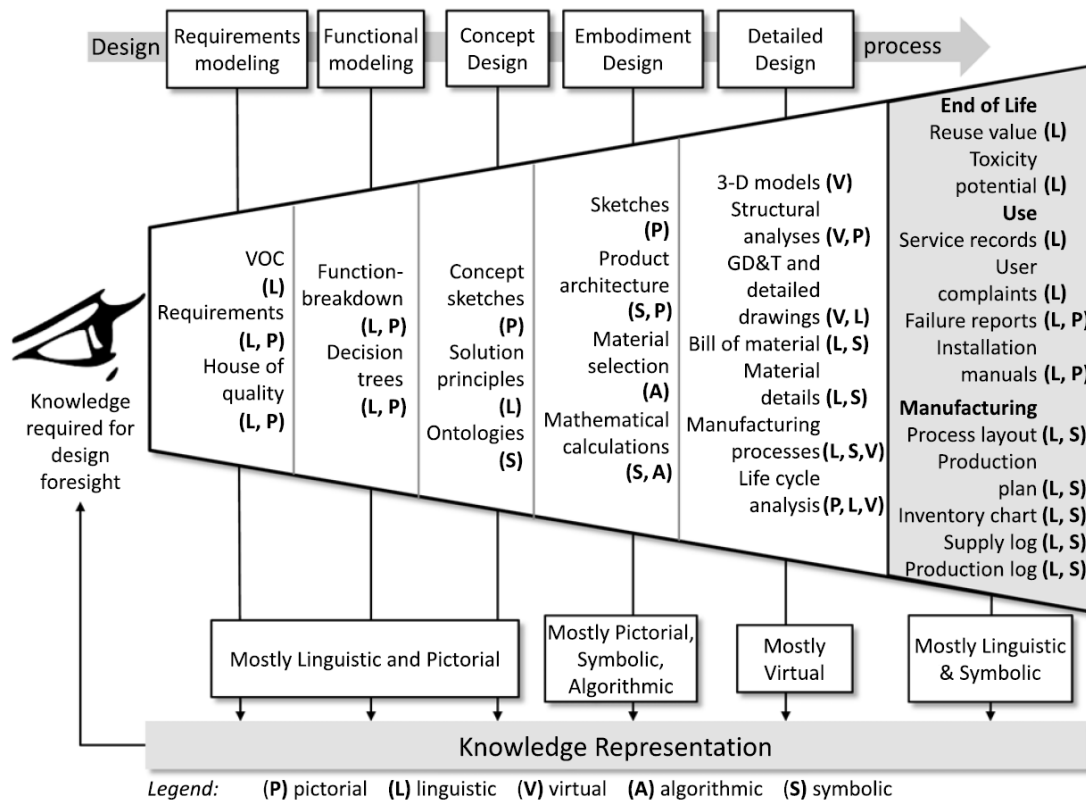 Design
Requirements
modeling
Functional
modeling
Concept
Design
Embodiment
Design
Detailed
Design
process
VOC
(L)
Requirements
(L, P)
House of
quality
(L, P)
Function-
breakdown
(L, P)
Decision
trees
(L, P)
Concept
sketches
(P)
Solution
principles
(L)
Ontologies
(S)
Sketches
(P)
Product
architecture
(S, P)
Material
selection
(A)
Mathematical
calculations
(S, A)
3-D models (V)
Structural
analyses (V, P)
GD&T and
detailed
drawings (V, L)
Bill of material (L, S)
Material
details (L, S)
Manufacturing
processes (L, S,V)
Life cycle
analysis (P, L,V)
End of Life
Reuse value (L)
Toxicity
potential (L)
Use
Service records (L)
User
complaints (L)
Failure reports (L, P)
Installation
manuals (L, P)
Manufacturing
Process layout (L, S)
Production
plan (L, S)
Inventory chart (L, S)
Supply log (L, S)
Production log (L, S)
Knowledge
required for
design
foresight
Mostly Linguistic and Pictorial
Mostly Pictorial,
Symbolic,
Algorithmic
Mostly
Virtual
Mostly Linguistic
& Symbolic
Knowledge Representation
Legend: (P) pictorial (L) linguistic (V) virtual (A) algorithmic (S) symbolic